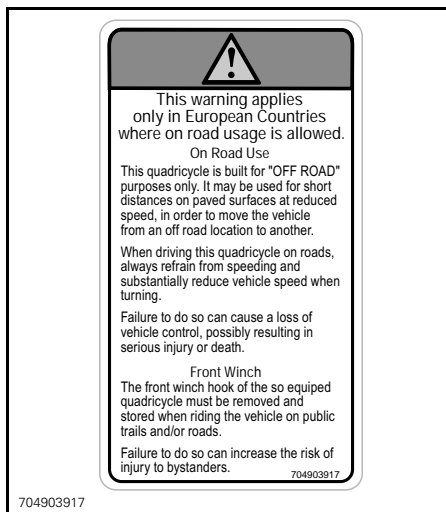 This warning applies
only in European Countries
where on road usage is allowed.
On Road Use
This quadricycle is built for "OFF ROAD"
purposes only. It may be used for short
distances on paved surfaces at reduced
speed, in order to move the vehicle
from an off road location to another.
When driving this quadricycle on roads,
always refrain from speeding and
substantially reduce vehicle speed when
turning.
Failure to do so can cause a loss of
vehicle control, possibly resulting in
serious injury or death.
Front Winch
The front winch hook of the so equiped
quadricycle must be removed and
stored when riding the vehicle on public
trails and/or roads.
Failure to do so can increase the risk of
injury to bystanders.
704903917
704903917